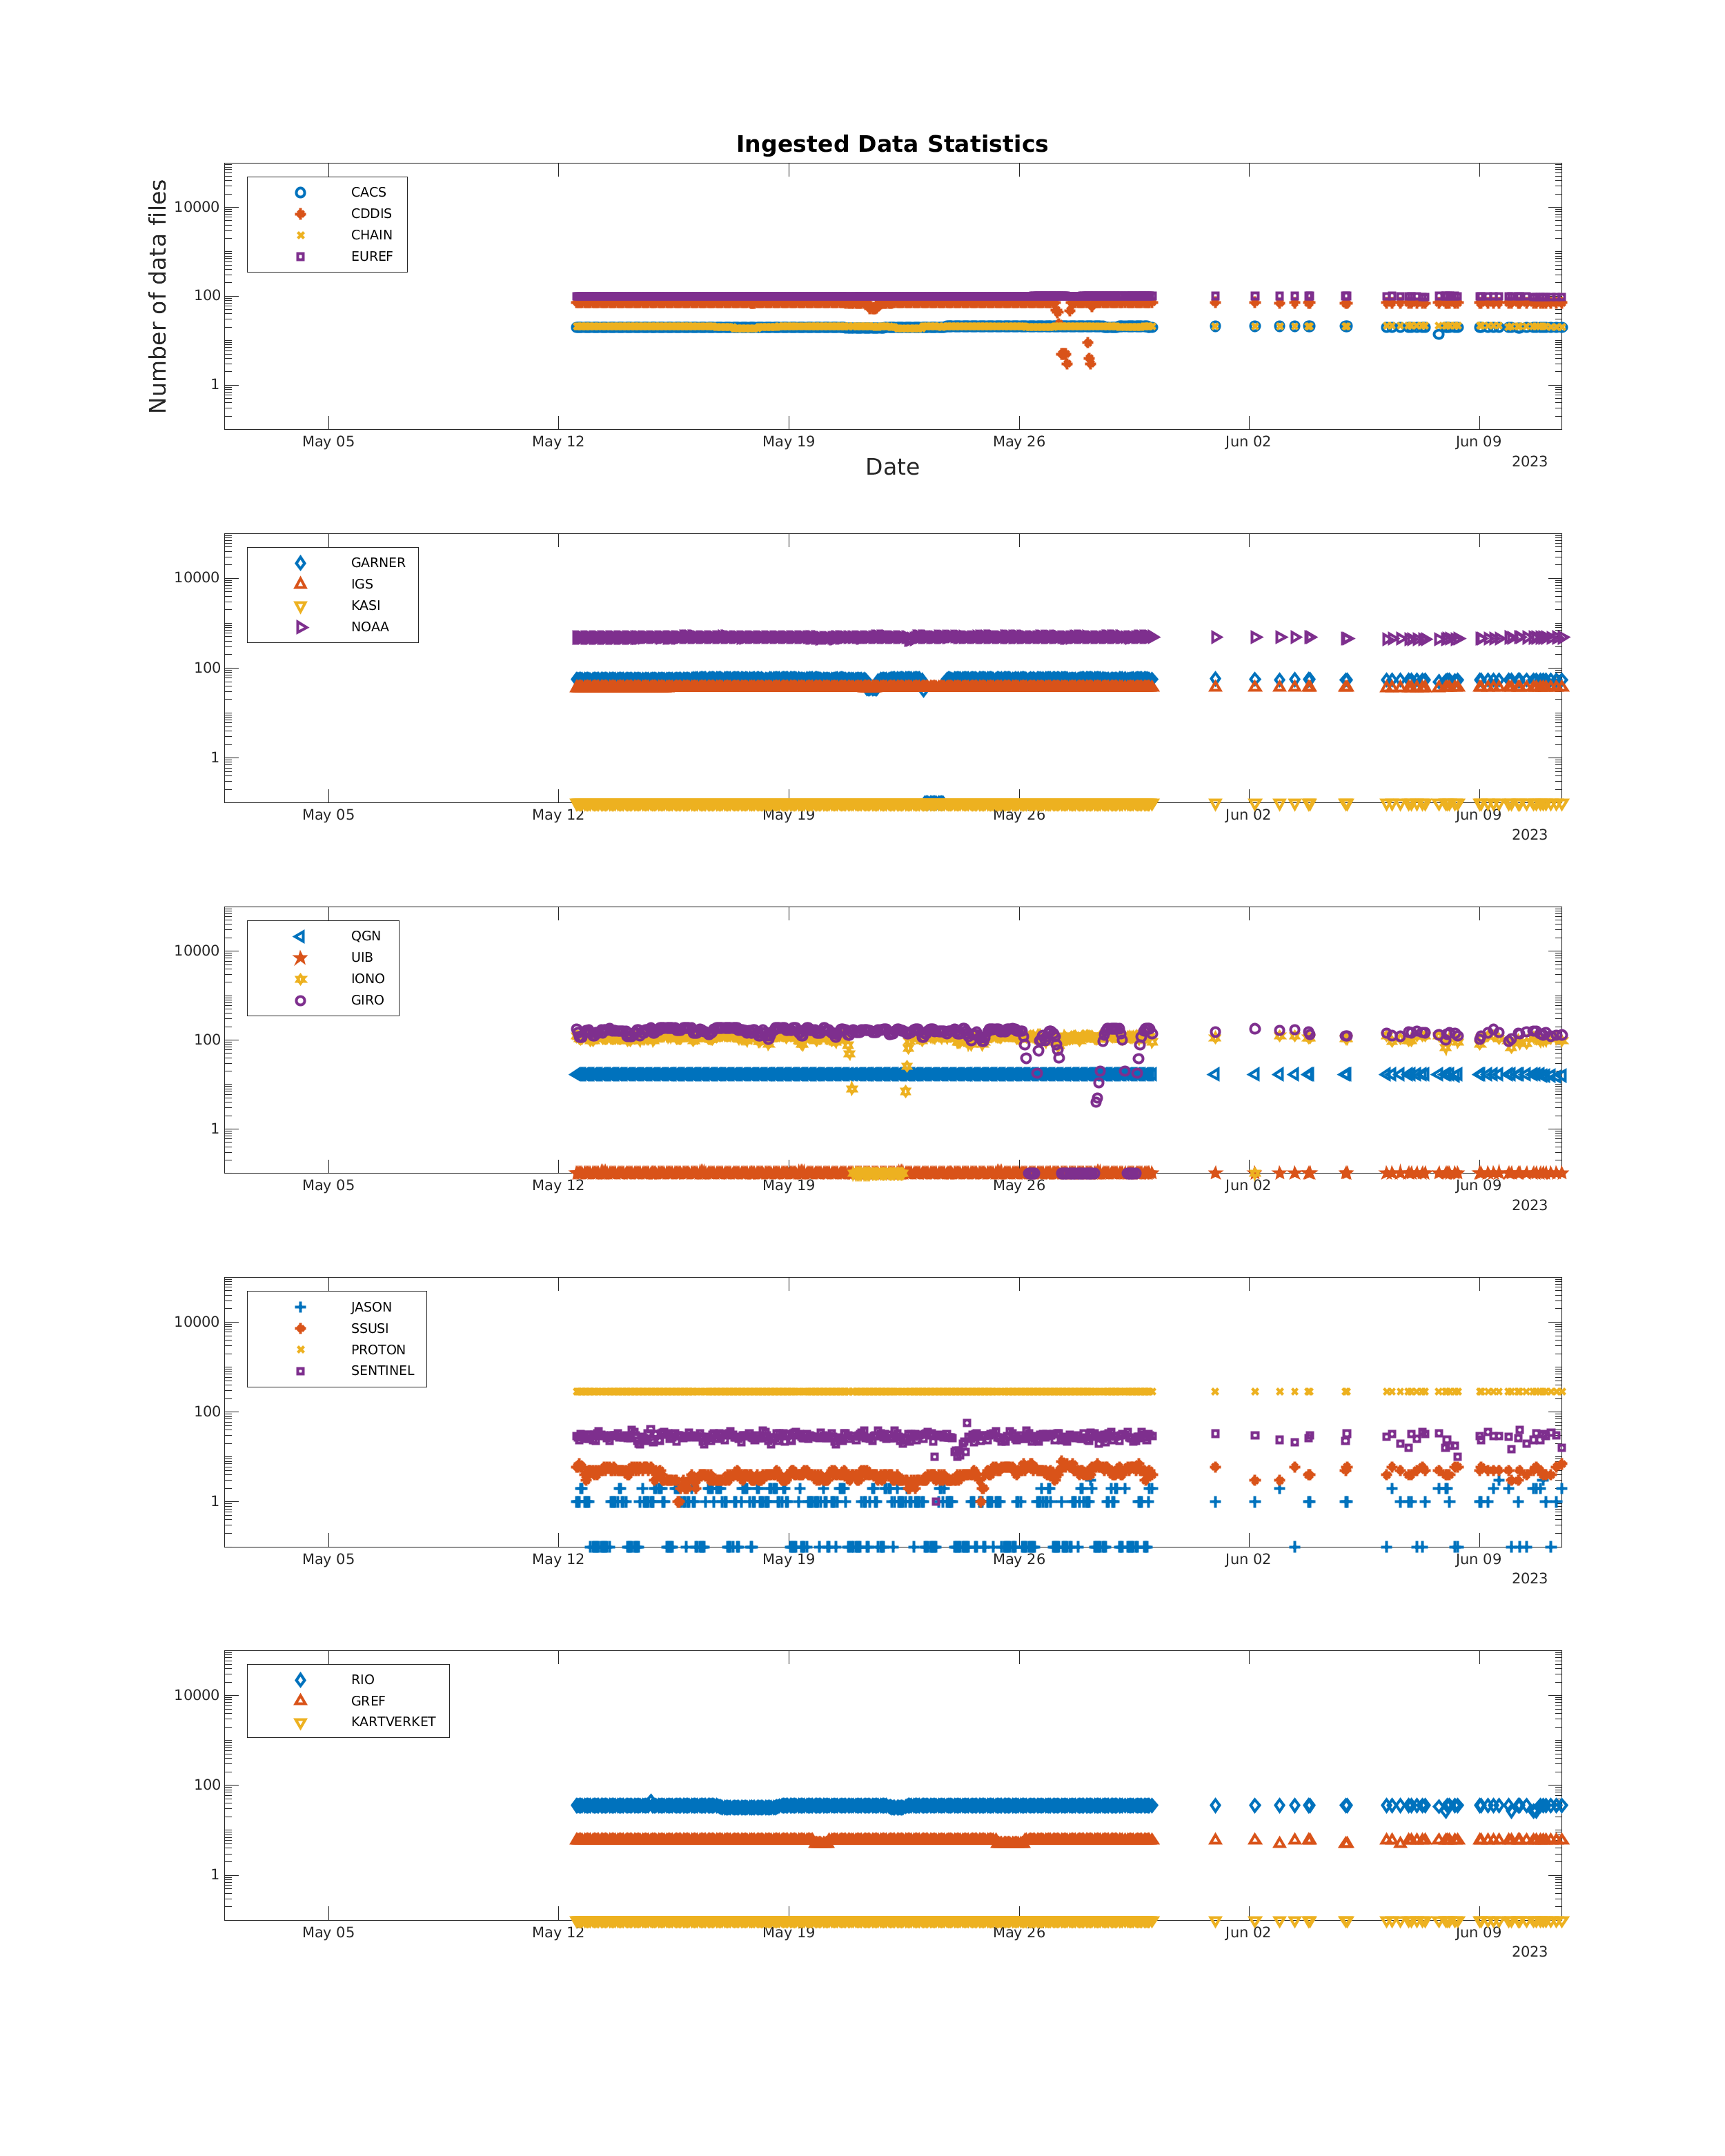 Ingested Data Statistics
Number of data files
10000
100
1
CACS
CDDIS
CHAIN
EUREF
May 05 May 12 May 19 May 26 Jun 02 Jun 09
2023
Date
10000
100
1
GARNER
IGS
KASI
NOAA
May 05 May 12 May 19 May 26 Jun 02 Jun 09
2023
10000
100
1
QGN
UIB
IONO
GIRO
May 05 May 12 May 19 May 26 Jun 02 Jun 09
2023
10000
100
1
JASON
SSUSI
PROTON
SENTINEL
May 05 May 12 May 19 May 26 Jun 02 Jun 09
2023
10000
100
1
RIO
GREF
KARTVERKET
May 05 May 12 May 19 May 26 Jun 02 Jun 09
2023